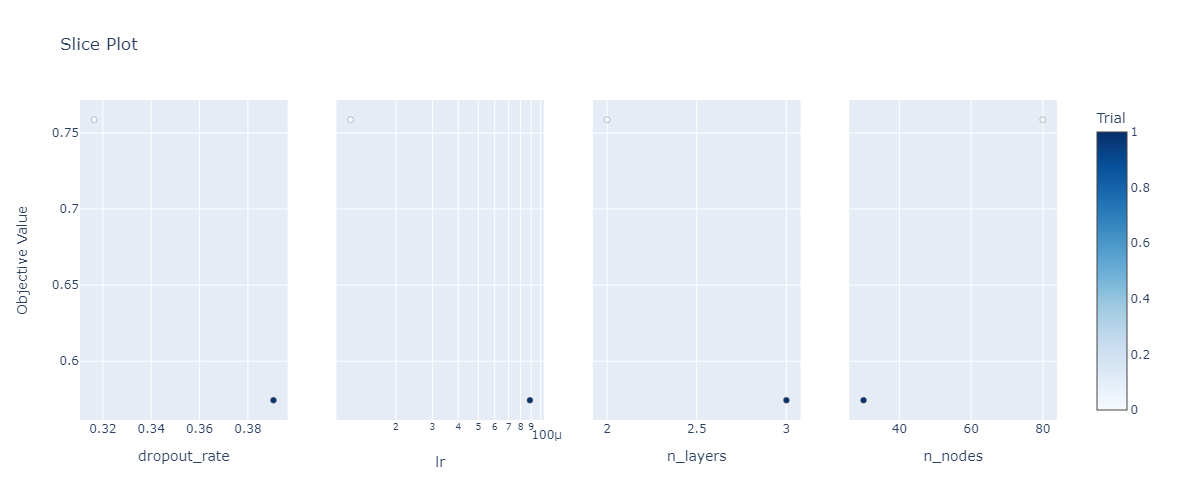 Slice Plot
Objective Value
0.75
0.7
0.65
0.6
0.32 0.34 0.36 0.38
dropout_rate
2 3 4 5 6 7 8 9 100μ
lr
2 2.5 3
n_layers
40 60 80
n_nodes
Trial
1
0.8
0.6
0.4
0.2
0